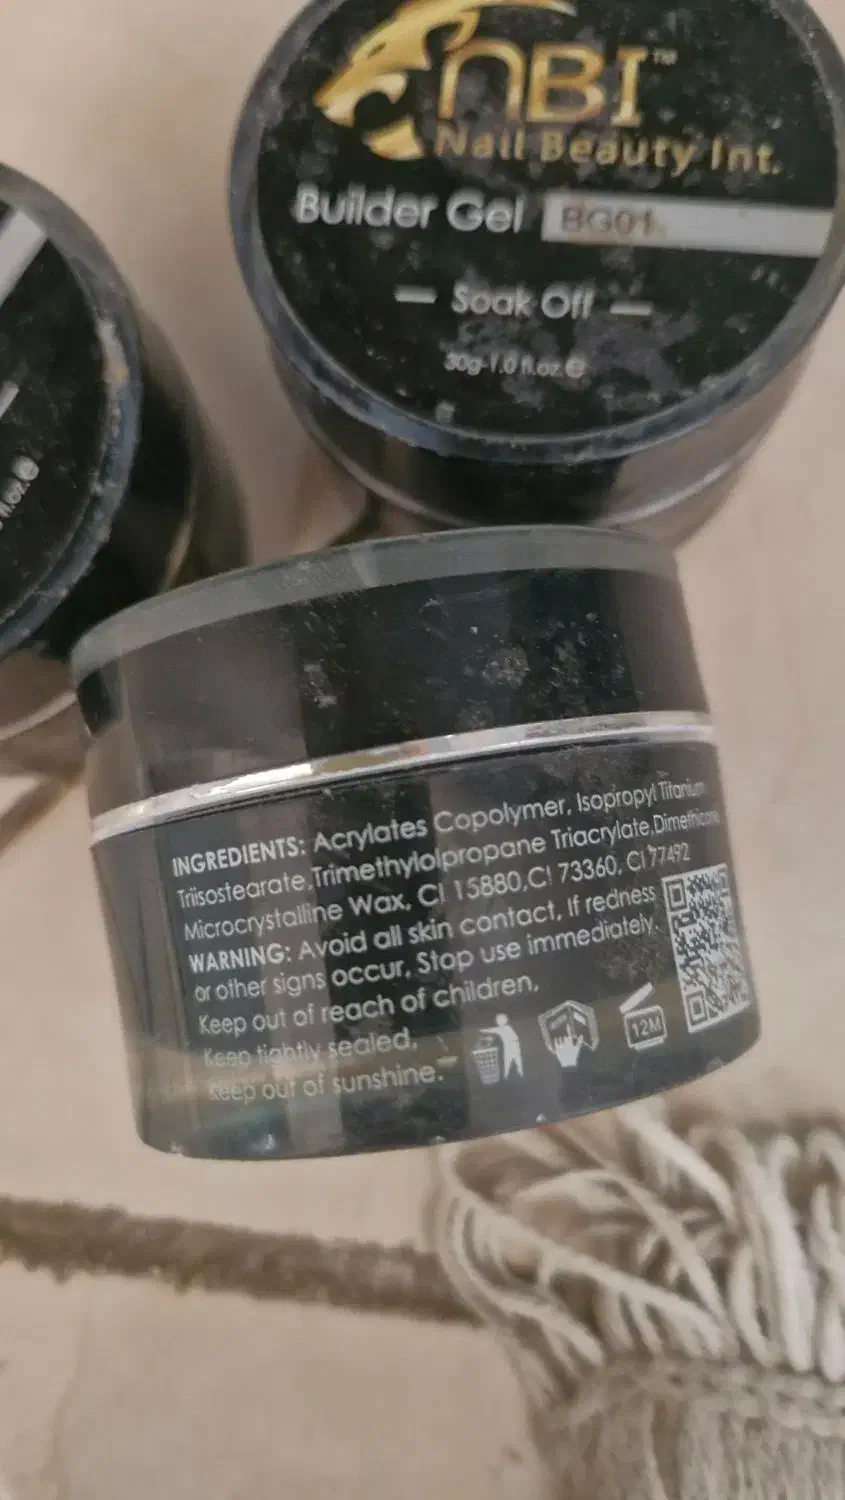 NBI™
Nail Beauty Int.
Builder Gel BG01
— Soak Off —
30g-1.0 fl.oz.℮
fl.oz℮
INGREDIENTS: Acrylates Copolymer, Isopropyl Titanium
Triisostearate,Trimethylolpropane Triacrylate,Dimethicone
Microcrystalline Wax, CI 15880,CI 73360, CI 77492
WARNING: Avoid all skin contact, If redness
or other signs occur, Stop use immediately.
Keep out of reach of children,
Keep tightly sealed,
Keep out of sunshine.
12M